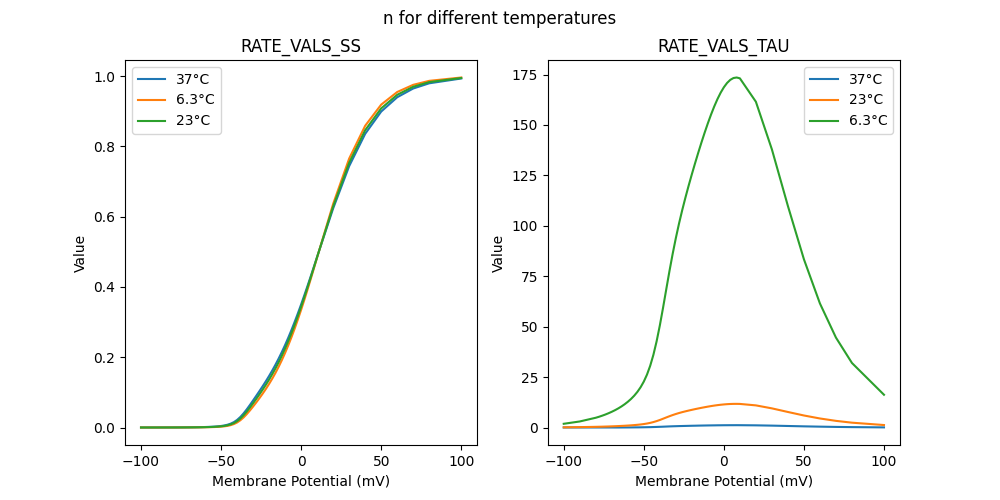 n for different temperatures
RATE_VALS_SS
1.0
0.8
0.6
0.4
0.2
0.0
−100
−50
0
50
100
Value
Membrane Potential (mV)
37°C
6.3°C
23°C
RATE_VALS_TAU
175
150
125
100
75
50
25
0
−100
−50
0
50
100
Value
Membrane Potential (mV)
37°C
23°C
6.3°C